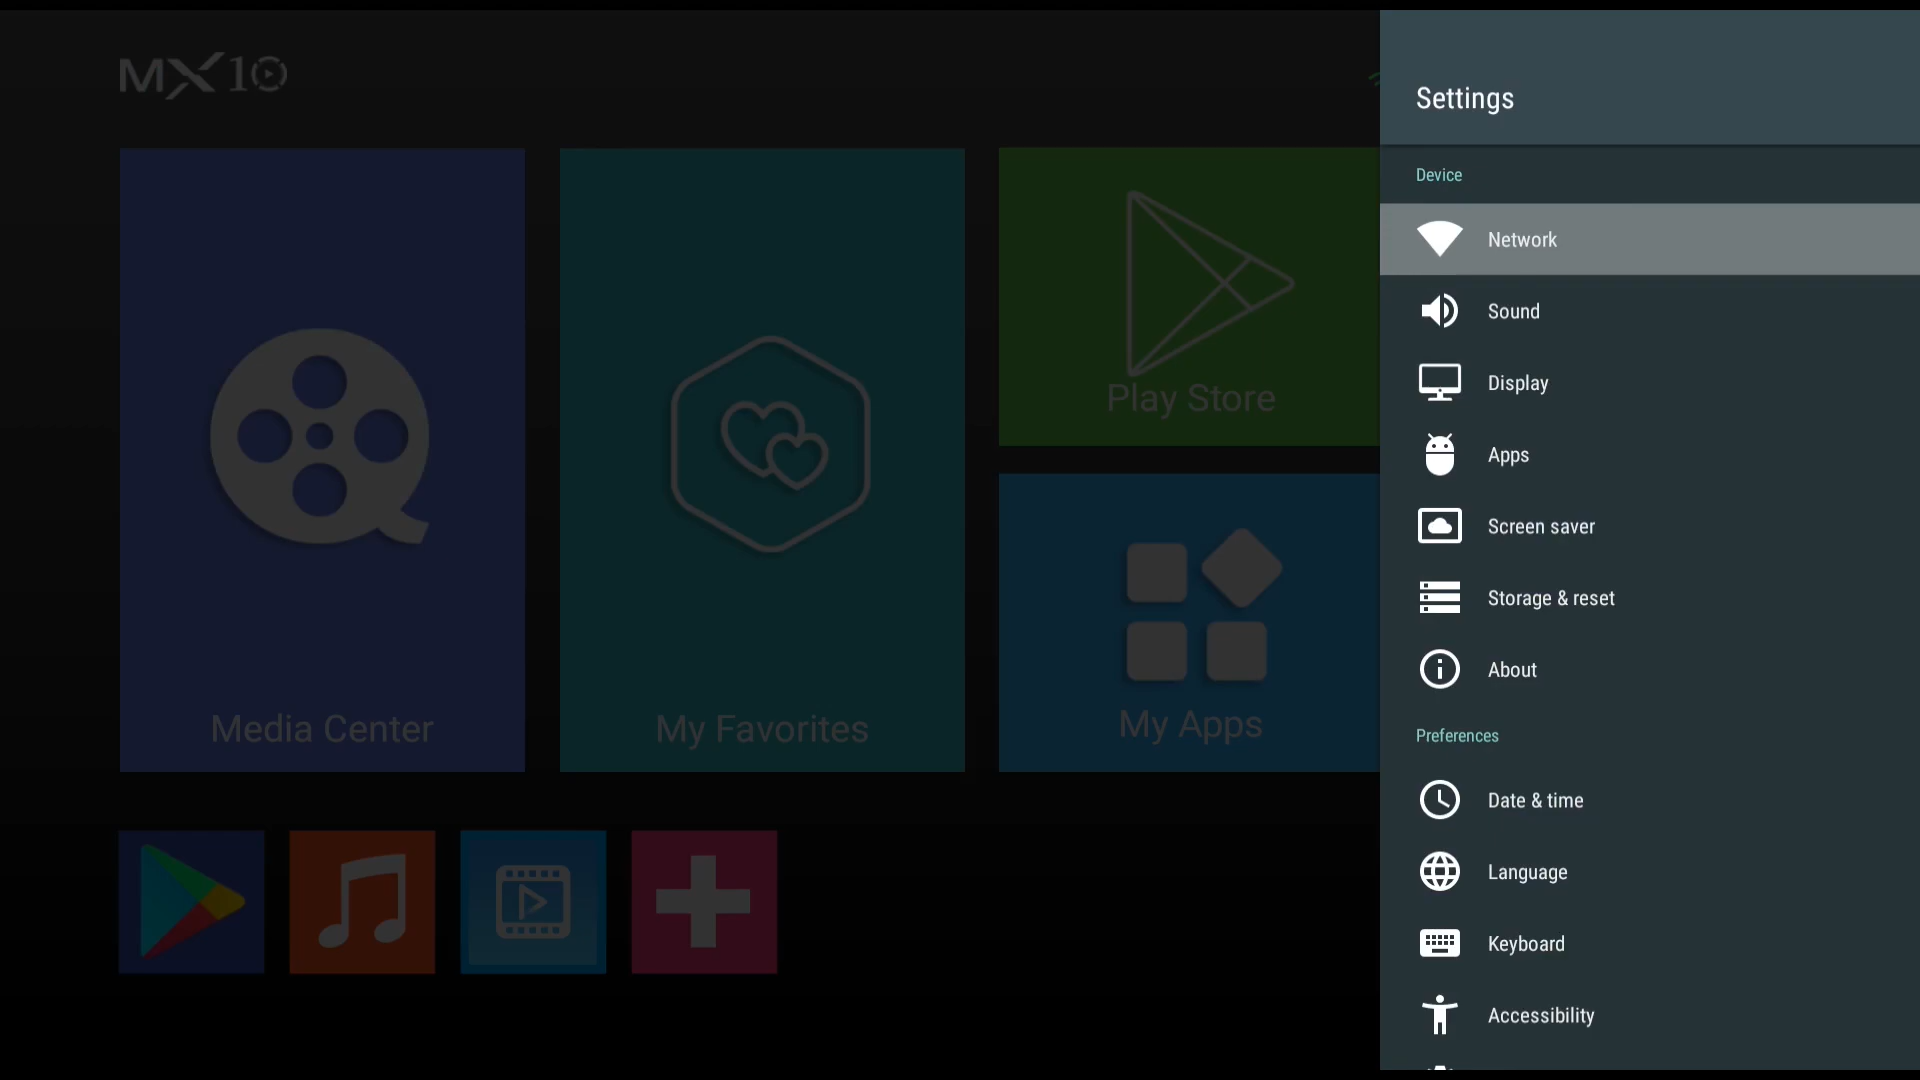 MX10
Settings
Device
Network
Sound
Display
Apps
Screen saver
Storage & reset
About
Preferences
Date & time
Language
Keyboard
Accessibility
Play Store
Media Center
My Favorites
My Apps